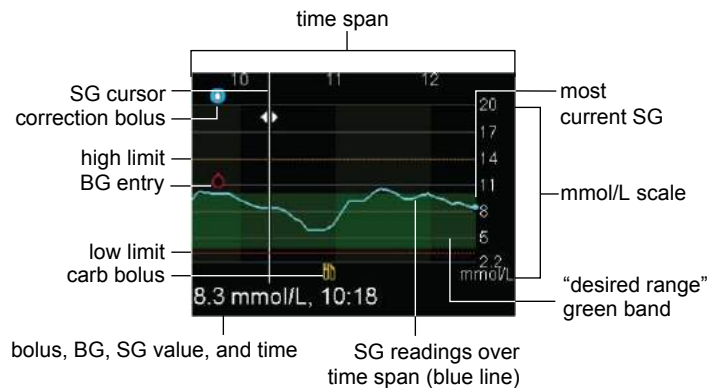 time span
10 11 12
SG cursor
correction bolus
most
current SG
20
17
high limit
14
BG entry
11
mmol/L scale
8
5
low limit
2.2
carb bolus
mmol/L
"desired range"
green band
8.3 mmol/L, 10:18
bolus, BG, SG value, and time
SG readings over
time span (blue line)